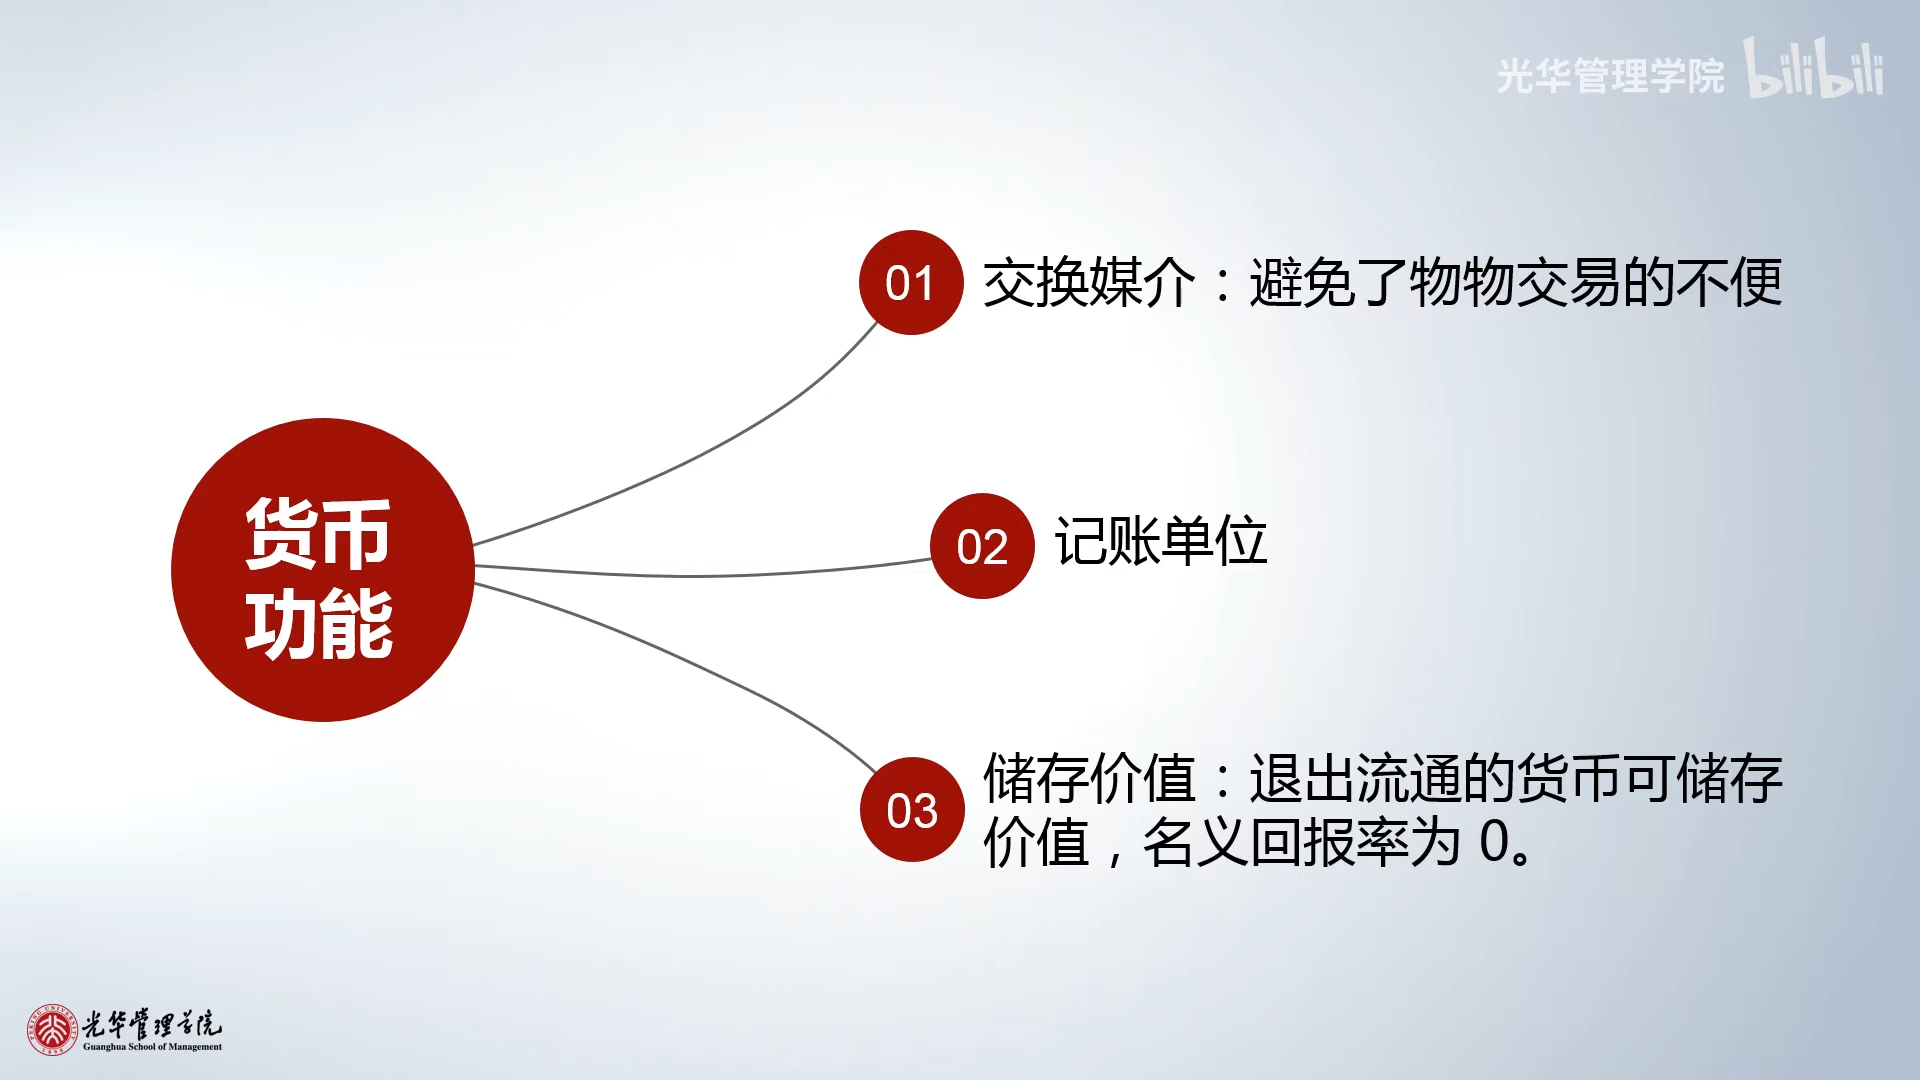 光华管理学院 bilibili
01 交换媒介：避免了物物交易的不便
货币
功能
02 记账单位
03 储存价值：退出流通的货币可储存
价值，名义回报率为 0。
PEKING UNIVERSITY
1898
光华管理学院
Guanghua School of Management